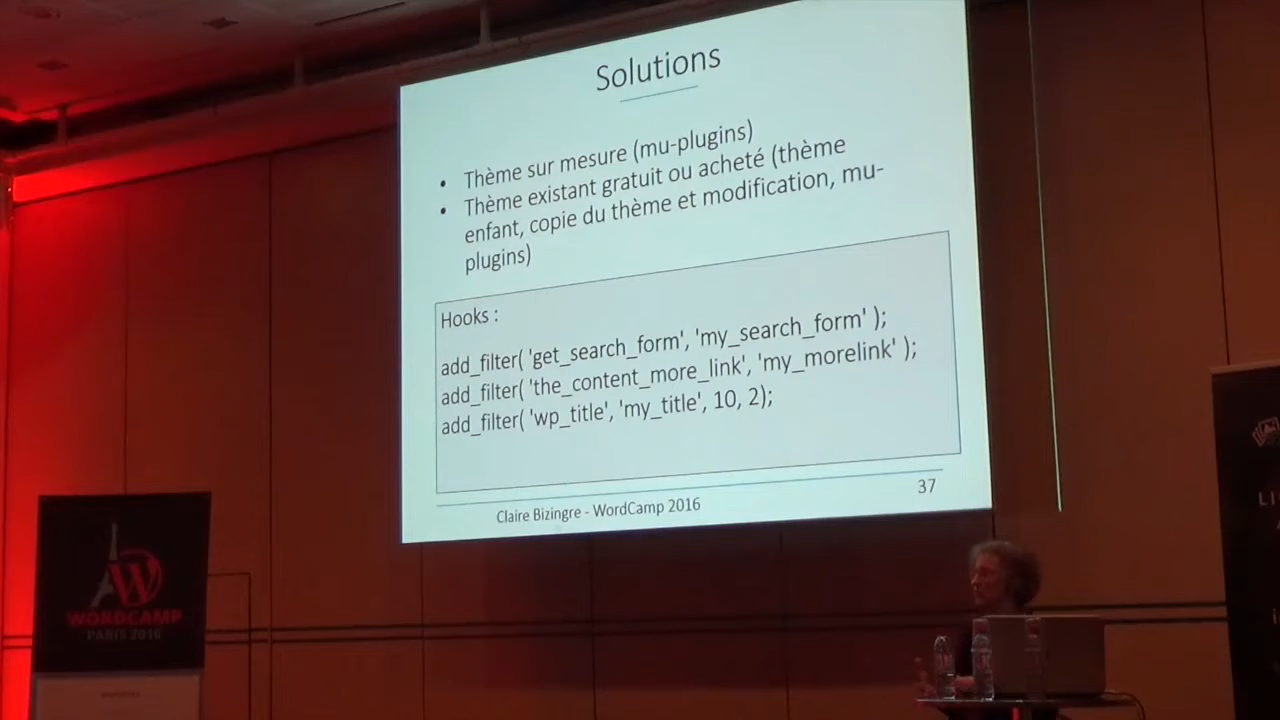 Solutions
• Thème sur mesure (mu-plugins)
• Thème existant gratuit ou acheté (thème
enfant, copie du thème et modification, mu-
plugins)
Hooks :
add_filter( 'get_search_form', 'my_search_form' );
add_filter( 'the_content_more_link', 'my_morelink' );
add_filter( 'wp_title', 'my_title', 10, 2);
Claire Bizingre - WordCamp 2016
37
WORDCAMP
PARIS 2016